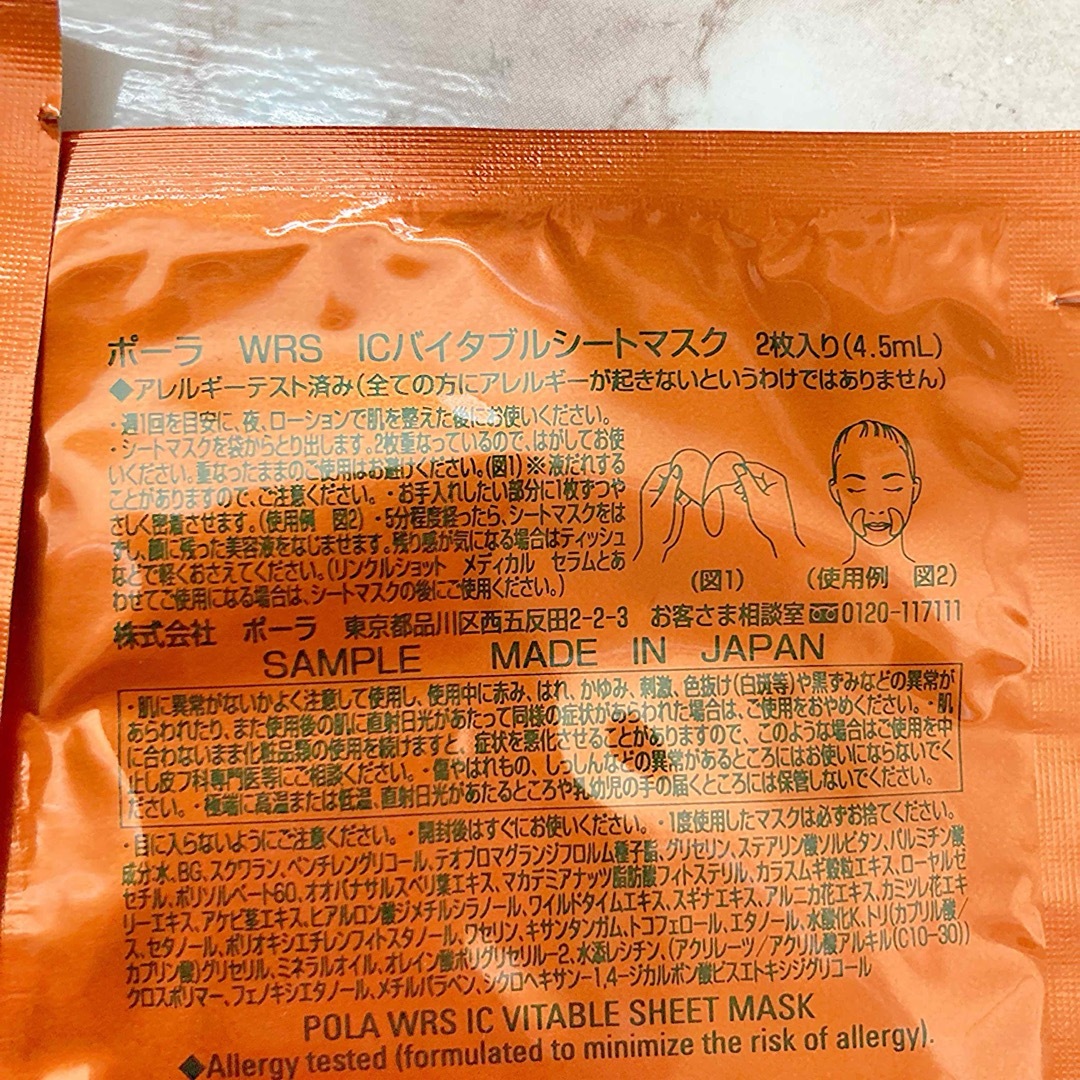 ポーラ　WRS　ICバイタブルシートマスク　2枚入り(4.5mL)
◆アレルギーテスト済み(全ての方にアレルギーが起きないというわけではありません)
・週1回を目安に、夜、ローションで肌を整えた後にお使いください。
・シートマスクを袋からとり出します。2枚重なっているので、はがしてお使
いください。重なったままのご使用はお避けください。(図1)※液だれする
ことがありますので、ご注意ください。・お手入れしたい部分に1枚ずつや
さしく密着させます。(使用例　図2)・5分程度経ったら、シートマスクをは
ずし、顔に残った美容液をなじませます。残り感が気になる場合はティッシュ
などで軽くおさえてください。(リンクルショット　メディカル　セラムとあ
わせてご使用になる場合は、シートマスクの後にご使用ください。)
(図1)
(使用例　図2)
株式会社　ポーラ　東京都品川区西五反田2-2-3　お客さま相談室 0120-117111
SAMPLE　MADE IN JAPAN
・肌に異常がないかよく注意して使用し、使用中に赤み、はれ、かゆみ、刺激、色抜け(白斑等)や黒ずみなどの異常が
あらわれたり、また使用後の肌に直射日光があたって同様の症状があらわれた場合は、ご使用をおやめください。・肌
に合わないまま化粧品類の使用を続けますと、症状を悪化させることがありますので、このような場合はご使用を中
止し皮フ科専門医等にご相談ください。・傷やはれもの、しっしんなどの異常があるところにはお使いにならないでく
ださい。・極端に高温または低温、直射日光があたるところや乳幼児の手の届くところには保管しないでください。
・目に入らないようにご注意ください。・開封後はすぐにお使いください。・1度使用したマスクは必ずお捨てください。
成分:水、BG、スクワラン、ペンチレングリコール、テオブロマグランジフロルム種子脂、グリセリン、ステアリン酸ソルビタン、パルミチン酸
セチル、ポリソルベート60、オオバナサルスベリ葉エキス、マカデミアナッツ脂肪酸フィトステリル、カラスムギ穀粒エキス、ローヤルゼ
リーエキス、アケビ茎エキス、ヒアルロン酸ジメチルシラノール、ワイルドタイムエキス、スギナエキス、アルニカ花エキス、カミツレ花エキ
ス、セタノール、ポリオキシエチレンフィトスタノール、ワセリン、キサンタンガム、トコフェロール、エタノール、水酸化K、トリ(カプリル酸/
カプリン酸)グリセリル、ミネラルオイル、オレイン酸ポリグリセリル-2、水添レシチン、(アクリレーツ/アクリル酸アルキル(C10-30))
クロスポリマー、フェノキシエタノール、メチルパラベン、シクロヘキサン-1,4-ジカルボン酸ビスエトキシジグリコール
POLA WRS IC VITABLE SHEET MASK
◆Allergy tested (formulated to minimize the risk of allergy).